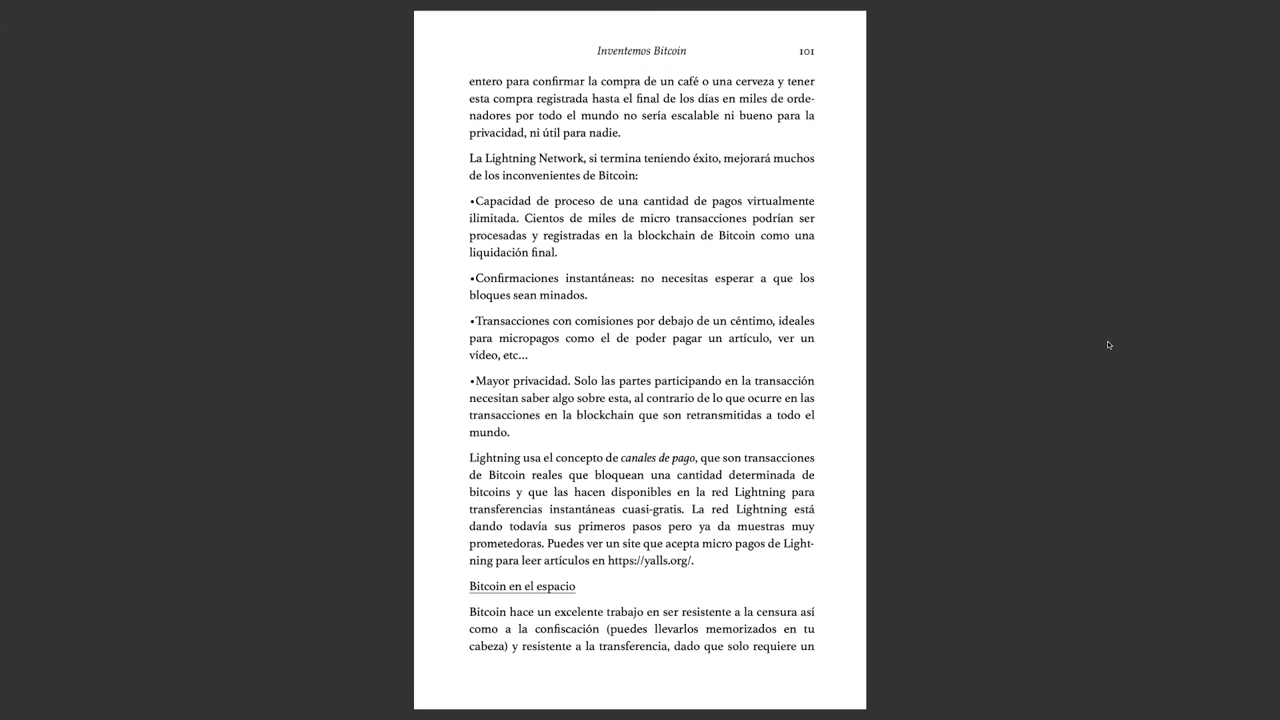 Inventemos Bitcoin 101
entero para confirmar la compra de un café o una cerveza y tener
esta compra registrada hasta el final de los días en miles de orde-
nadores por todo el mundo no sería escalable ni bueno para la
privacidad, ni útil para nadie.
La Lightning Network, si termina teniendo éxito, mejorará muchos
de los inconvenientes de Bitcoin:
•Capacidad de proceso de una cantidad de pagos virtualmente
ilimitada. Cientos de miles de micro transacciones podrían ser
procesadas y registradas en la blockchain de Bitcoin como una
liquidación final.
•Confirmaciones instantáneas: no necesitas esperar a que los
bloques sean minados.
•Transacciones con comisiones por debajo de un céntimo, ideales
para micropagos como el de poder pagar un artículo, ver un
vídeo, etc...
•Mayor privacidad. Solo las partes participando en la transacción
necesitan saber algo sobre esta, al contrario de lo que ocurre en las
transacciones en la blockchain que son retransmitidas a todo el
mundo.
Lightning usa el concepto de canales de pago, que son transacciones
de Bitcoin reales que bloquean una cantidad determinada de
bitcoins y que las hacen disponibles en la red Lightning para
transferencias instantáneas cuasi-gratis. La red Lightning está
dando todavía sus primeros pasos pero ya da muestras muy
prometedoras. Puedes ver un site que acepta micro pagos de Light-
ning para leer artículos en https://yalls.org/.
Bitcoin en el espacio
Bitcoin hace un excelente trabajo en ser resistente a la censura así
como a la confiscación (puedes llevarlos memorizados en tu
cabeza) y resistente a la transferencia, dado que solo requiere un